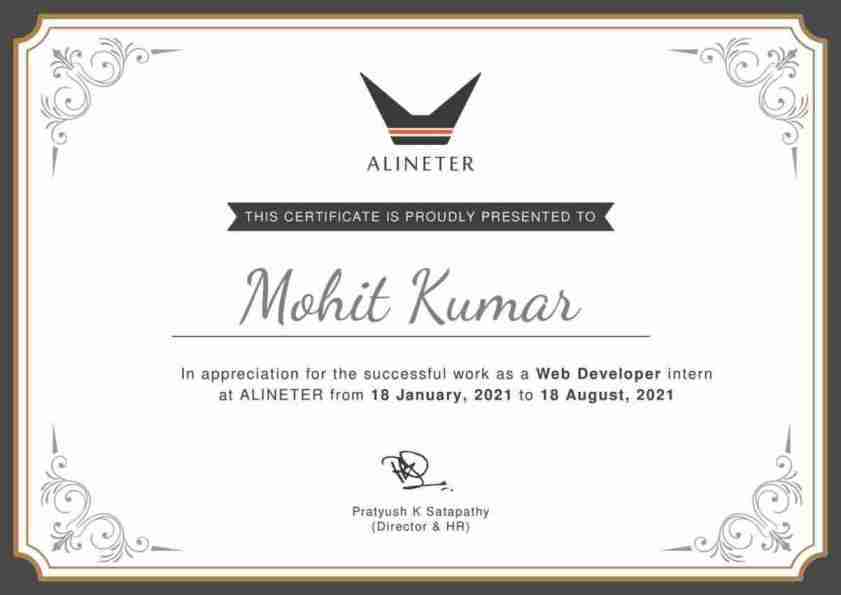 ALINETER
THIS CERTIFICATE IS PROUDLY PRESENTED TO
Mohit Kumar
In appreciation for the successful work as a Web Developer intern
at ALINETER from 18 January, 2021 to 18 August, 2021
Pratyush K Satapathy
(Director & HR)